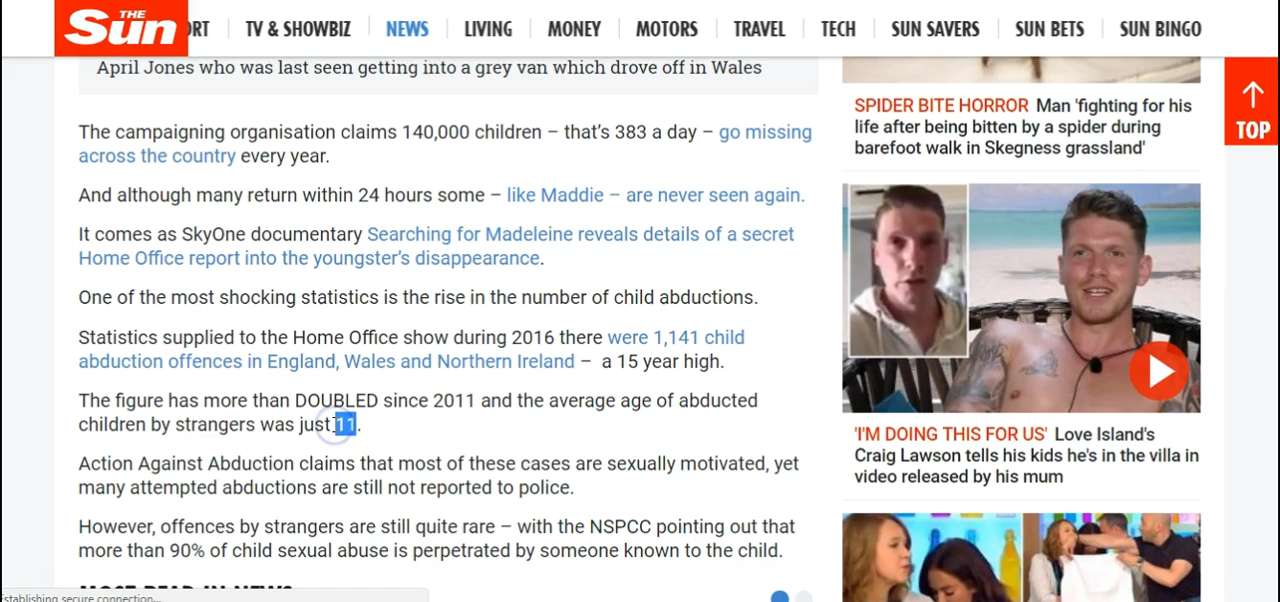 THE
Sun
ORT
TV & SHOWBIZ
NEWS
LIVING
MONEY
MOTORS
TRAVEL
TECH
SUN SAVERS
SUN BETS
SUN BINGO
April Jones who was last seen getting into a grey van which drove off in Wales
The campaigning organisation claims 140,000 children – that's 383 a day – go missing
across the country every year.
And although many return within 24 hours some – like Maddie – are never seen again.
It comes as SkyOne documentary Searching for Madeleine reveals details of a secret
Home Office report into the youngster's disappearance.
One of the most shocking statistics is the rise in the number of child abductions.
Statistics supplied to the Home Office show during 2016 there were 1,141 child
abduction offences in England, Wales and Northern Ireland – a 15 year high.
The figure has more than DOUBLED since 2011 and the average age of abducted
children by strangers was just 11.
Action Against Abduction claims that most of these cases are sexually motivated, yet
many attempted abductions are still not reported to police.
However, offences by strangers are still quite rare – with the NSPCC pointing out that
more than 90% of child sexual abuse is perpetrated by someone known to the child.
MOST READ IN NEWS
Establishing secure connection...
SPIDER BITE HORROR Man 'fighting for his
life after being bitten by a spider during
barefoot walk in Skegness grassland'
'I'M DOING THIS FOR US' Love Island's
Craig Lawson tells his kids he's in the villa in
video released by his mum
TOP